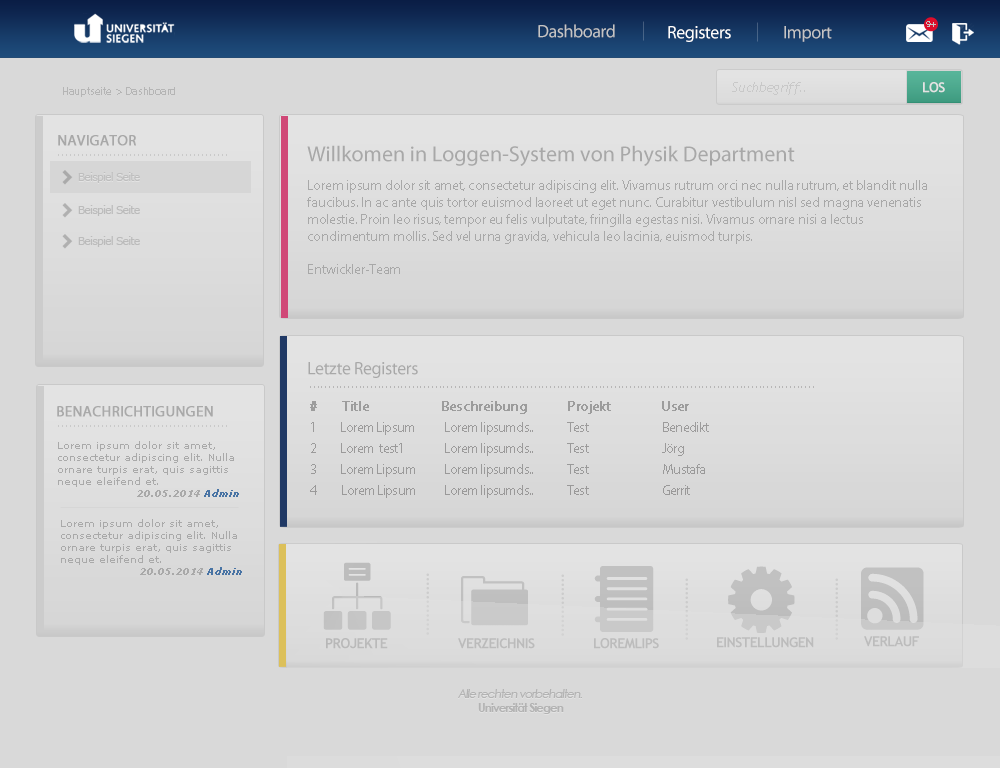 UNIVERSITÄT
SIEGEN
Dashboard
Registers
Import
9+
Hauptseite > Dashboard
Suchbegriff..
LOS
NAVIGATOR
Beispiel Seite
Beispiel Seite
Beispiel Seite
Willkomen in Loggen-System von Physik Department
Lorem ipsum dolor sit amet, consectetur adipiscing elit. Vivamus rutrum orci nec nulla rutrum, et blandit nulla
faucibus. In ac ante quis tortor euismod laoreet ut eget nunc. Curabitur vestibulum nisl sed magna venenatis
molestie. Proin leo risus, tempor eu felis vulputate, fringilla egestas nisi. Vivamus ornare nisi a lectus
condimentum mollis. Sed vel urna gravida, vehicula leo lacinia, euismod turpis.
Entwickler-Team
Letzte Registers
# Title Beschreibung Projekt User
1 Lorem Lipsum Lorem lipsumds.. Test Benedikt
2 Lorem test1 Lorem lipsumds.. Test Jörg
3 Lorem Lipsum Lorem lipsumds.. Test Mustafa
4 Lorem Lipsum Lorem lipsumds.. Test Gerrit
BENACHRICHTIGUNGEN
Lorem ipsum dolor sit amet,
consectetur adipiscing elit. Nulla
ornare turpis erat, quis sagittis
neque eleifend et.
20.05.2014 Admin
Lorem ipsum dolor sit amet,
consectetur adipiscing elit. Nulla
ornare turpis erat, quis sagittis
neque eleifend et.
20.05.2014 Admin
PROJEKTE
VERZEICHNIS
LOREMLIPS
EINSTELLUNGEN
VERLAUF
Alle rechten vorbehalten.
Universität Siegen